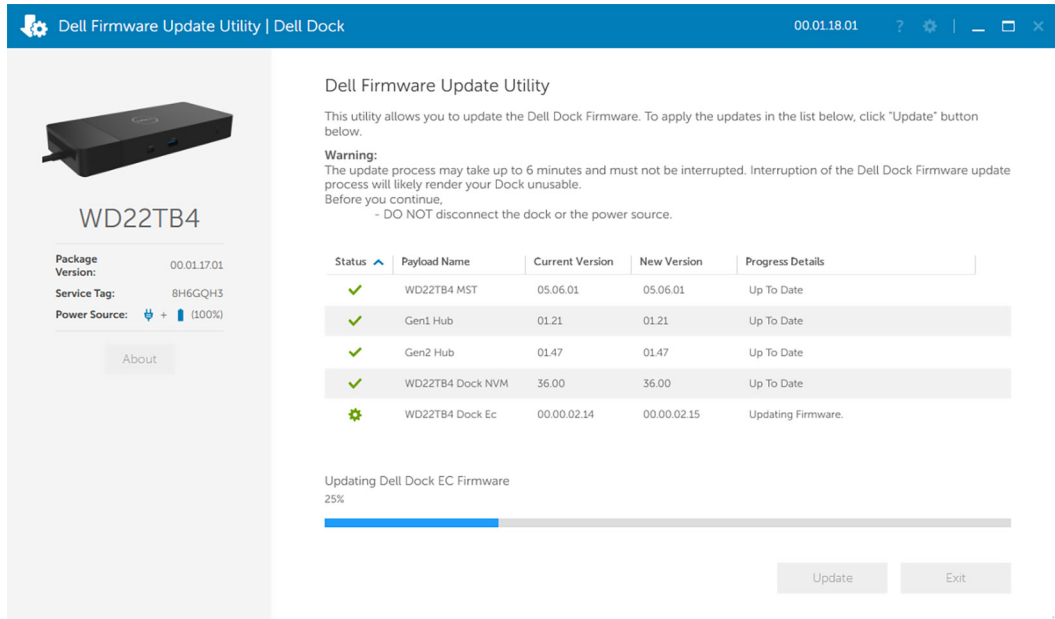 Dell Firmware Update Utility | Dell Dock
00.01.18.01
?
DELL
WD22TB4
Package Version: 00.01.17.01
Service Tag: 8H6GQH3
Power Source: + (100%)
About
Dell Firmware Update Utility
This utility allows you to update the Dell Dock Firmware. To apply the updates in the list below, click "Update" button
below.
Warning:
The update process may take up to 6 minutes and must not be interrupted. Interruption of the Dell Dock Firmware update
process will likely render your Dock unusable.
Before you continue,
- DO NOT disconnect the dock or the power source.
Status Payload Name Current Version New Version Progress Details
WD22TB4 MST 05.06.01 05.06.01 Up To Date
Gen1 Hub 01.21 01.21 Up To Date
Gen2 Hub 01.47 01.47 Up To Date
WD22TB4 Dock NVM 36.00 36.00 Up To Date
WD22TB4 Dock Ec 00.00.02.14 00.00.02.15 Updating Firmware.
Updating Dell Dock EC Firmware
25%
Update Exit